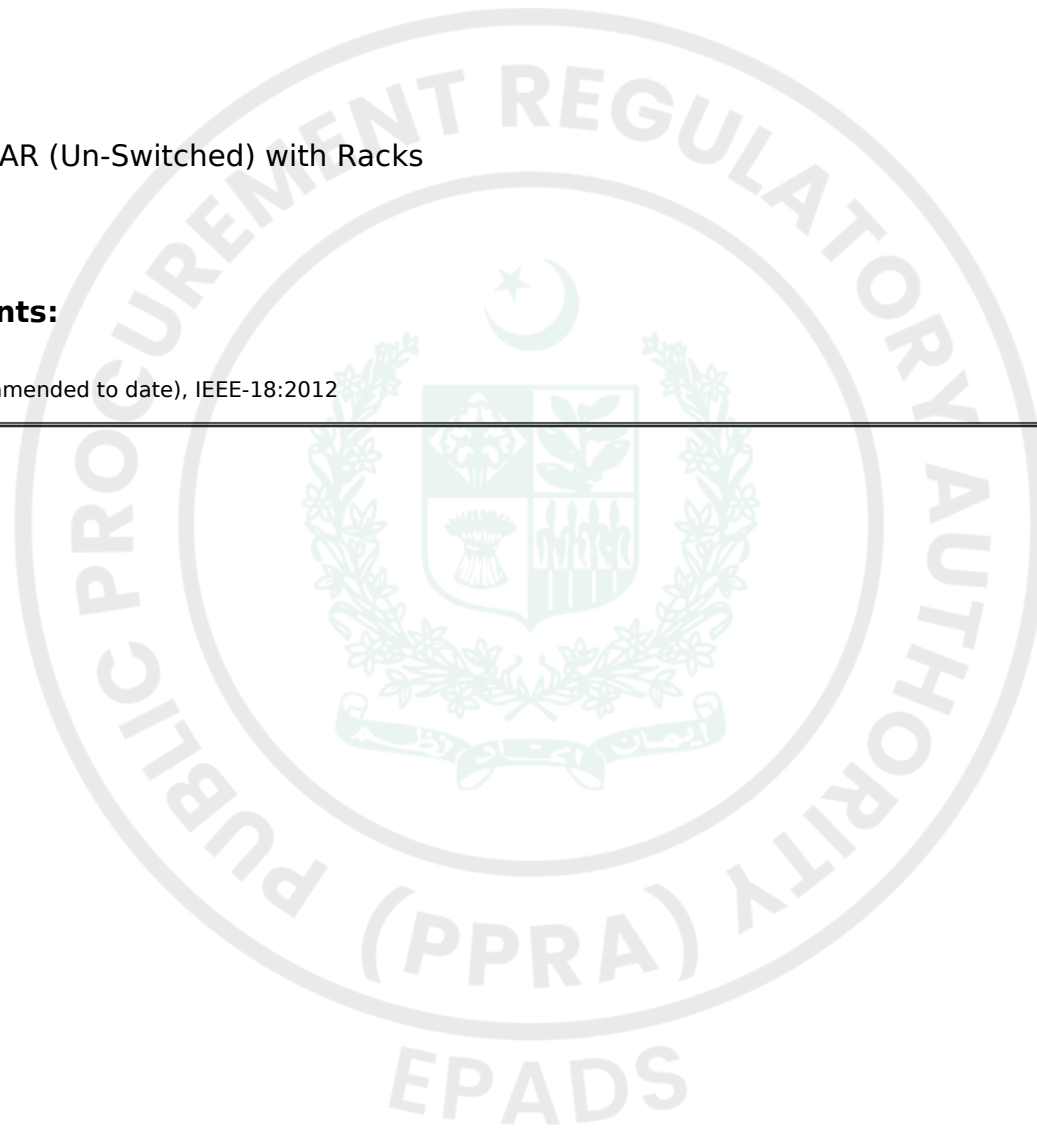 AR (Un-Switched) with Racks
nts:
mended to date), IEEE-18:2012
PUBLIC PROCUREMENT REGULATORY AUTHORITY
(PPRA)
EPADS